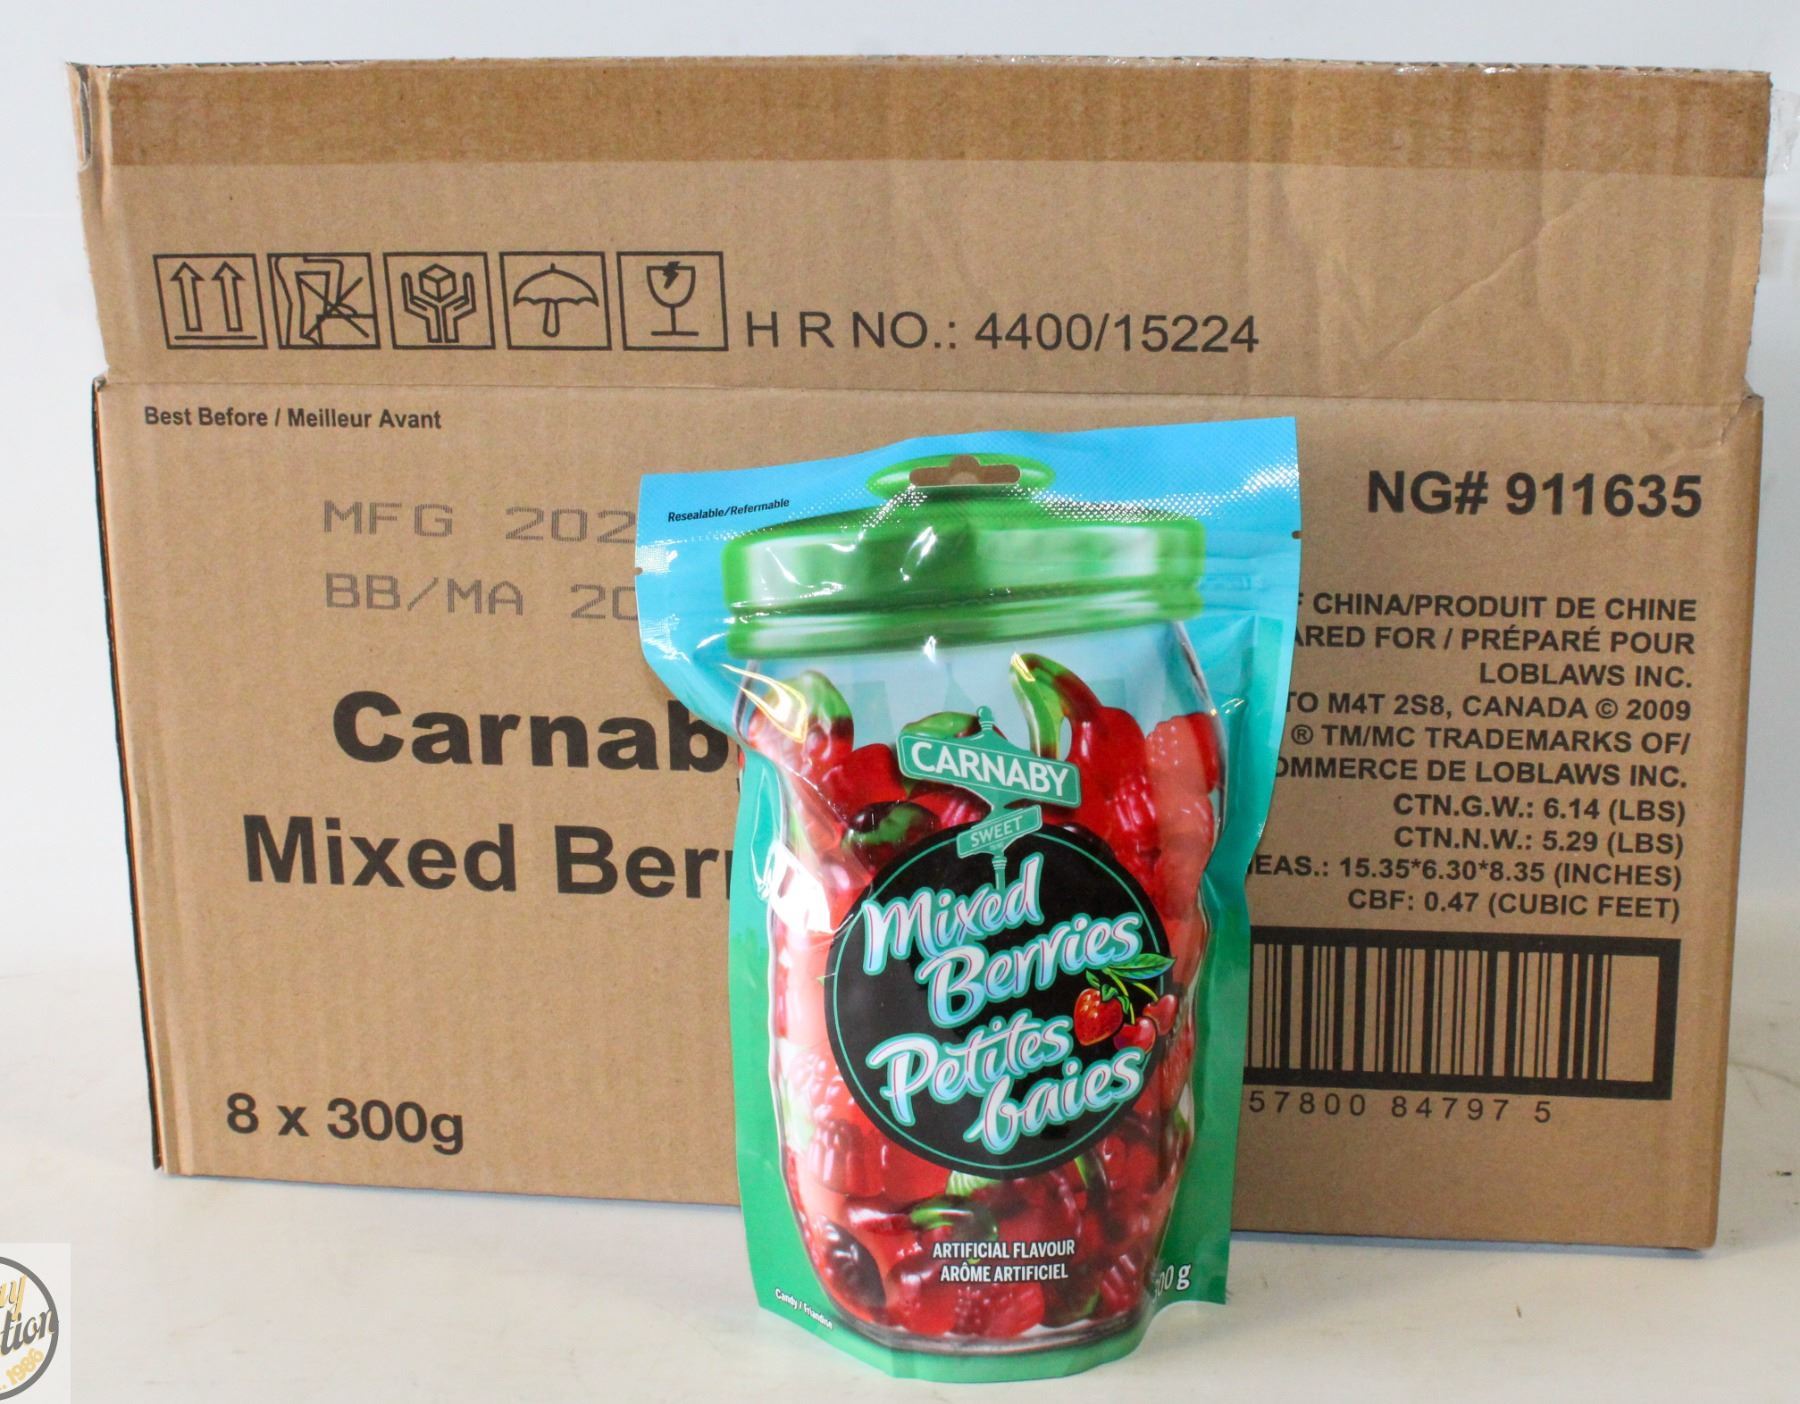 H R NO.: 4400/15224
Best Before / Meilleur Avant
MFG 202
BB/MA 20
Carnab
Mixed Ber
8 x 300g
NG# 911635
CHINA/PRODUIT DE CHINE
ARED FOR / PRÉPARÉ POUR
LOBLAWS INC.
TO M4T 2S8, CANADA © 2009
® TM/MC TRADEMARKS OF/
OMMERCE DE LOBLAWS INC.
CTN.G.W.: 6.14 (LBS)
CTN.N.W.: 5.29 (LBS)
EAS.: 15.35*6.30*8.35 (INCHES)
CBF: 0.47 (CUBIC FEET)
57800 84797 5
Resealable/Refermable
CARNABY
SWEET
Mixed
Berries
Petites
baies
ARTIFICIAL FLAVOUR
ARÔME ARTIFICIEL
Candy / Friandise
00 g
tion
1986